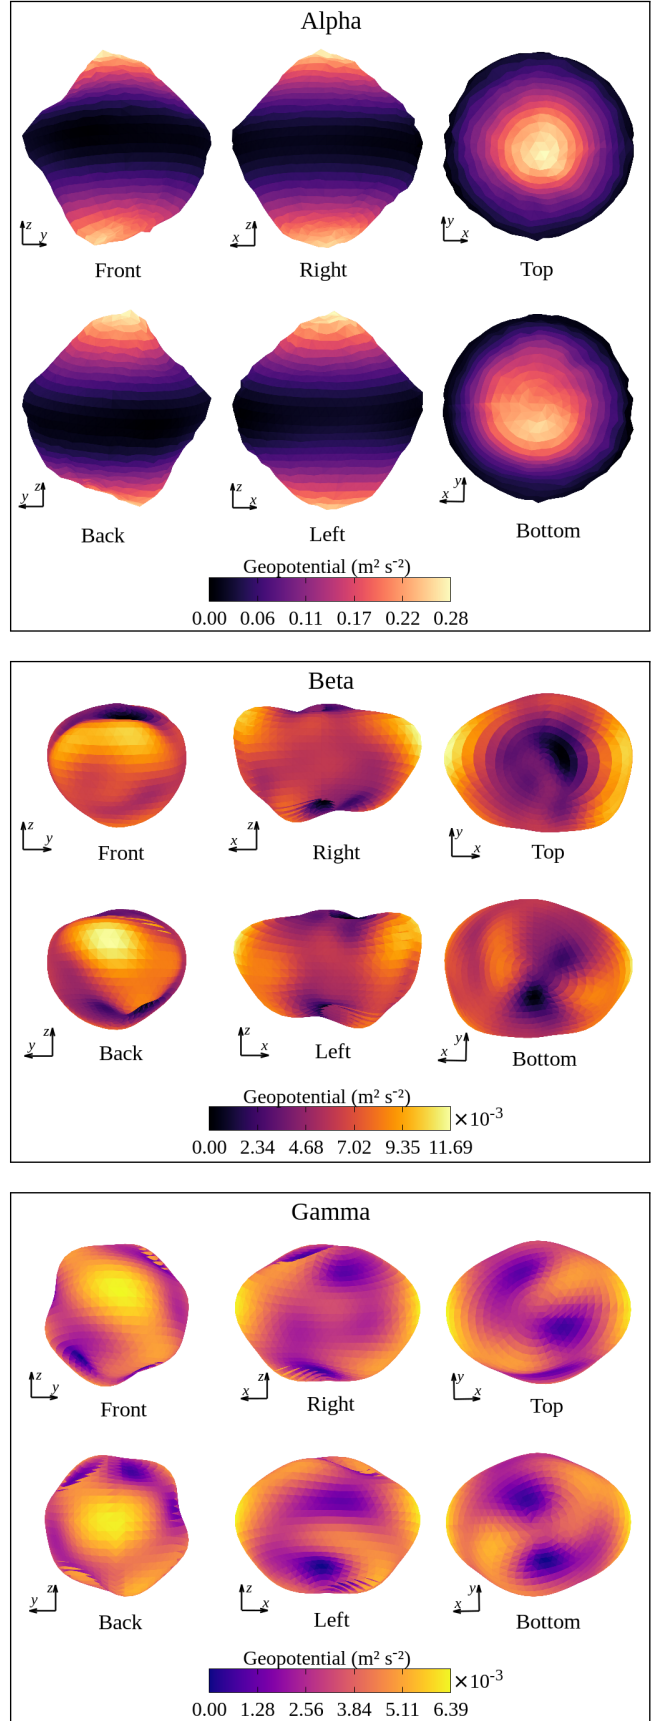 Alpha
z
y
Front
z
x
Right
y
x
Top
z
y
Back
z
x
Left
y
x
Bottom
Geopotential (m² s⁻²)
0.00 0.06 0.11 0.17 0.22 0.28
Beta
z
y
Front
z
x
Right
y
x
Top
z
y
Back
z
x
Left
y
x
Bottom
Geopotential (m² s⁻²)
×10⁻³
0.00 2.34 4.68 7.02 9.35 11.69
Gamma
z
y
Front
z
x
Right
y
x
Top
z
y
Back
z
x
Left
y
x
Bottom
Geopotential (m² s⁻²)
×10⁻³
0.00 1.28 2.56 3.84 5.11 6.39